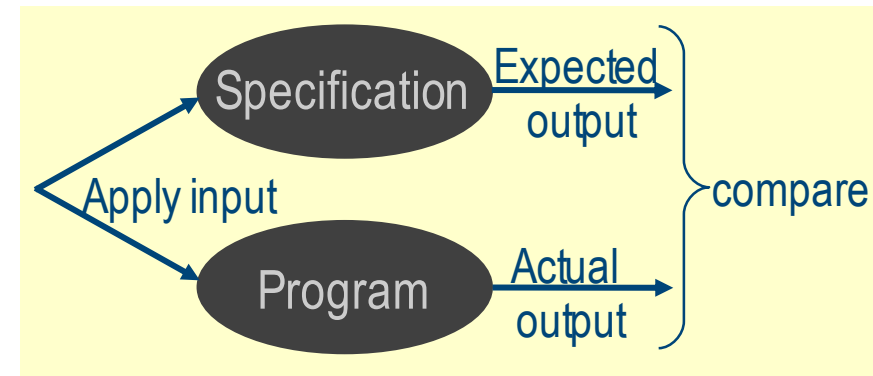 Specification
Expected
output
Apply input
compare
Program
Actual
output